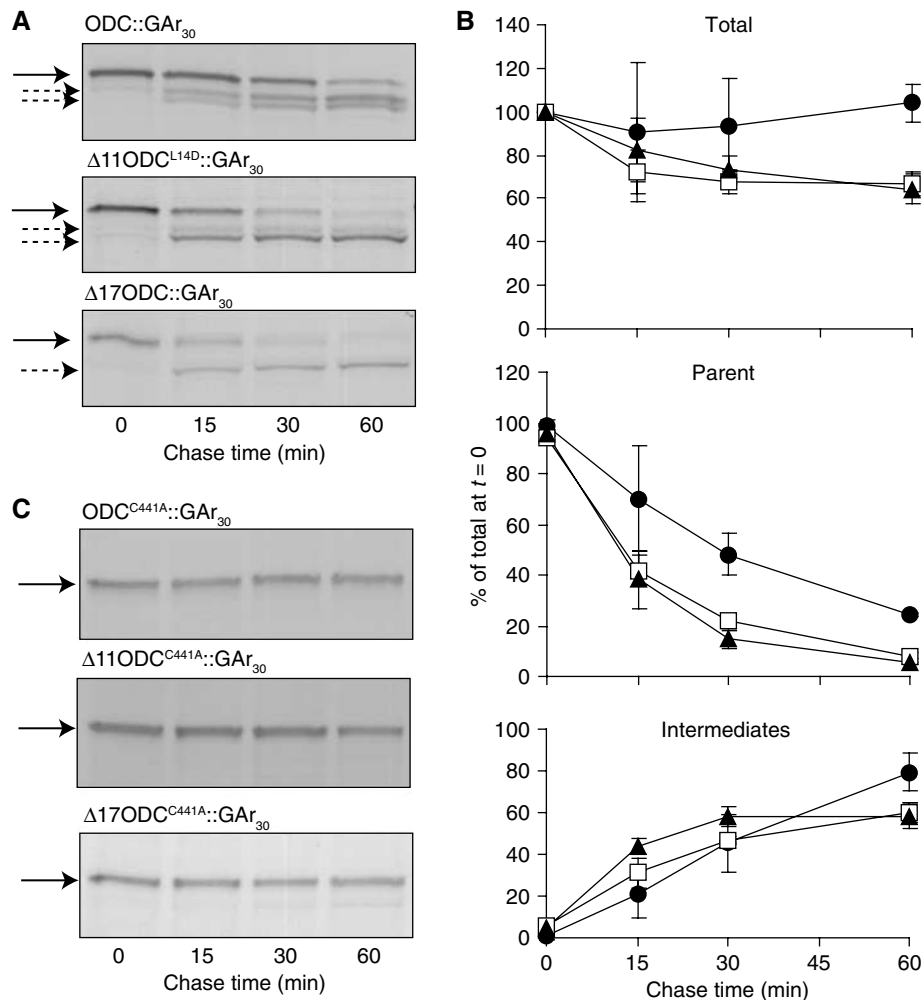 A
ODC::GAr30
Δ11ODCL14D::GAr30
Δ17ODC::GAr30
0 15 30 60
Chase time (min)
C
ODCC441A::GAr30
Δ11ODCC441A::GAr30
Δ17ODCC441A::GAr30
0 15 30 60
Chase time (min)
B
Total
140
120
100
80
60
40
20
0
Parent
120
100
80
60
40
20
0
% of total at t = 0
Intermediates
100
80
60
40
20
0
0 15 30 45 60
Chase time (min)